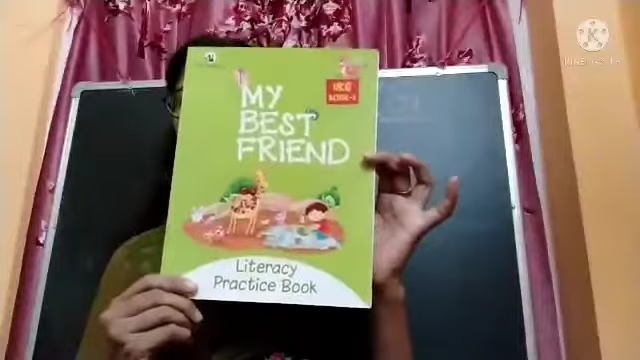 MY
BEST
FRIEND
Literacy
Practice Book